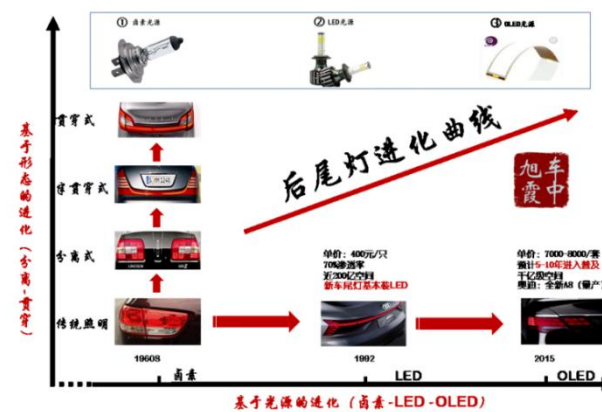 ① 卤素光源
② LED光源
③ OLED光源
后尾灯进化曲线
旭霞
车中
基于形态的进化（分离-贯穿）
贯穿式
半贯穿式
分离式
传统照明
单价：400元/只
70%渗透率
近200亿空间
新车尾灯基本被LED
单价：7000-8000/套
预计5-10年进入普及
千亿级空间
奥迪：全新A8（量产
1960S
1992
2015
卤素
LED
OLED
基于光源的进化（卤素-LED-OLED）